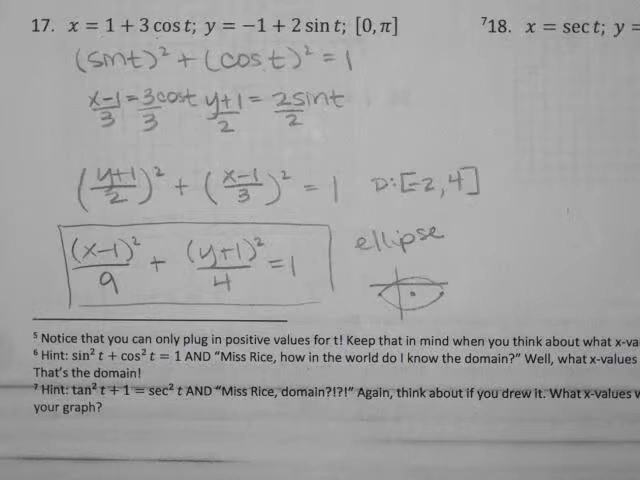 17. x = 1 + 3 cos t; y = −1 + 2 sin t; [0, π]
⁷18. x = sec t; y =
(sint)² + (cos t)² = 1
x-1/3 = 3cost/3 y+1/2 = 2sint/2
(y+1/2)² + (x-1/3)² = 1 D:[-2,4]
(x-1)²/9 + (y+1)²/4 = 1
ellipse
⁵ Notice that you can only plug in positive values for t! Keep that in mind when you think about what x-va
⁶ Hint: sin² t + cos² t = 1 AND “Miss Rice, how in the world do I know the domain?” Well, what x-values
That’s the domain!
⁷ Hint: tan² t + 1 = sec² t AND “Miss Rice, domain?!?!” Again, think about if you drew it. What x-values
your graph?